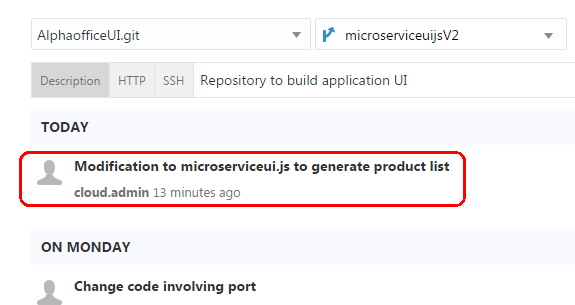 AlphaofficeUI.git microserviceuijsV2
Description HTTP SSH Repository to build application UI
TODAY
Modification to microserviceui.js to generate product list
cloud.admin 13 minutes ago
ON MONDAY
Change code involving port